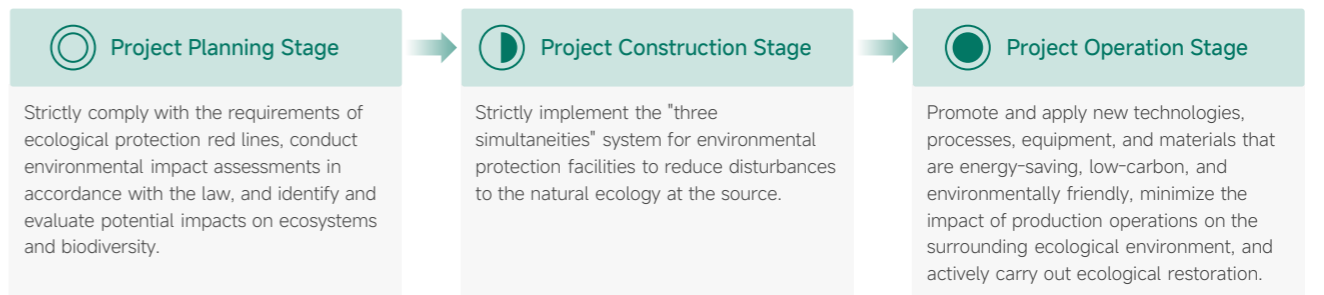 Project Planning Stage
Strictly comply with the requirements of
ecological protection red lines, conduct
environmental impact assessments in
accordance with the law, and identify and
evaluate potential impacts on ecosystems
and biodiversity.
Project Construction Stage
Strictly implement the "three
simultaneities" system for environmental
protection facilities to reduce disturbances
to the natural ecology at the source.
Project Operation Stage
Promote and apply new technologies,
processes, equipment, and materials that
are energy-saving, low-carbon, and
environmentally friendly, minimize the
impact of production operations on the
surrounding ecological environment, and
actively carry out ecological restoration.